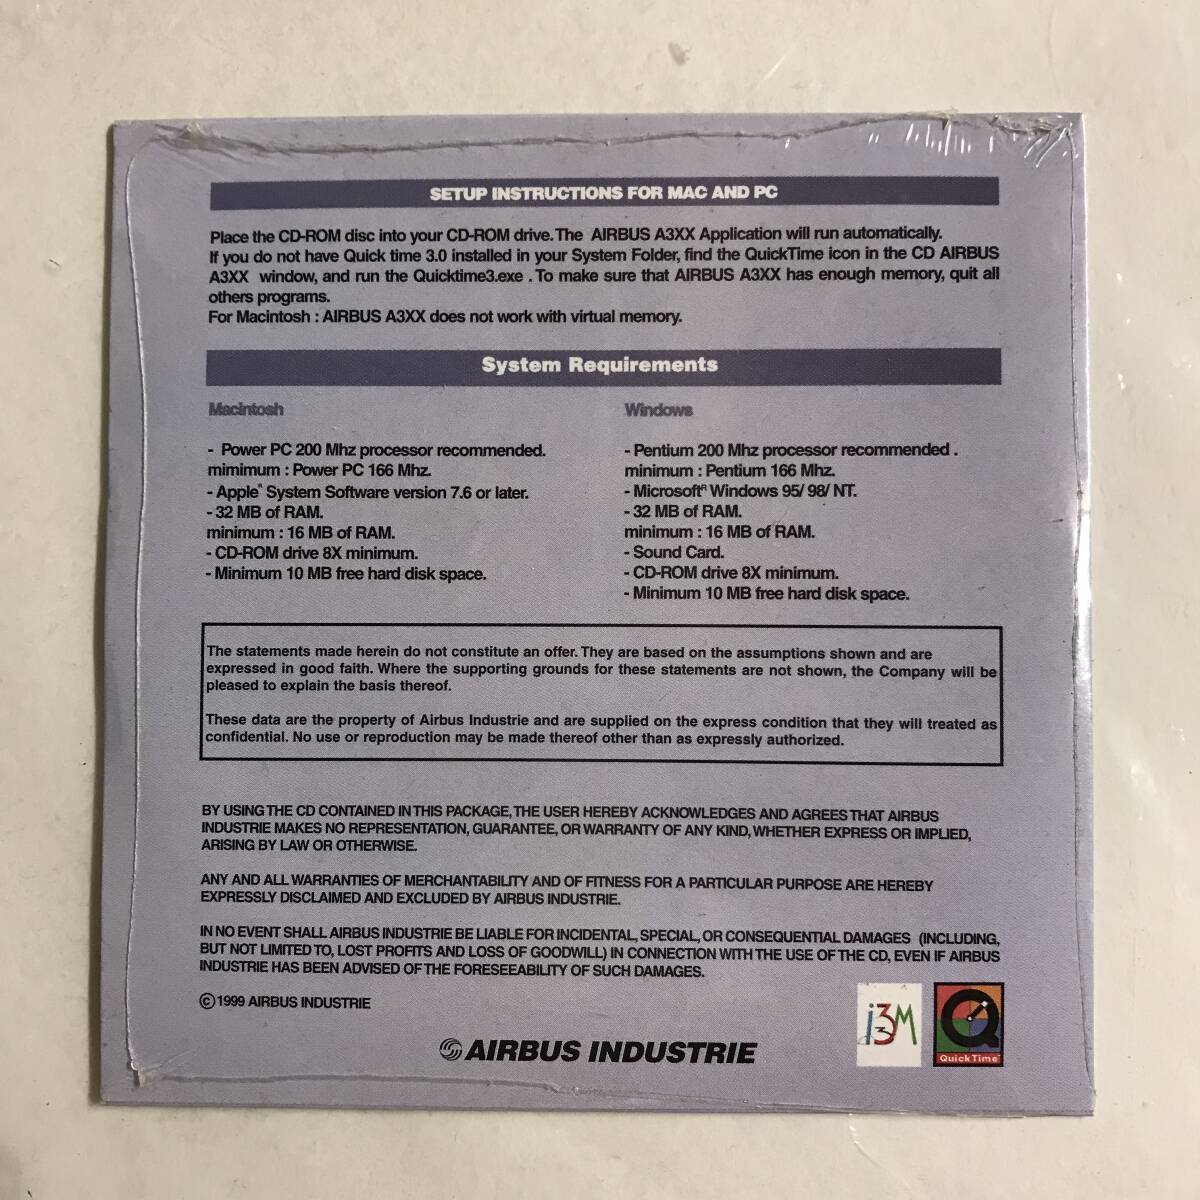 SETUP INSTRUCTIONS FOR MAC AND PC
Place the CD-ROM disc into your CD-ROM drive. The AIRBUS A3XX Application will run automatically.
If you do not have Quick time 3.0 installed in your System Folder, find the QuickTime icon in the CD AIRBUS
A3XX window, and run the Quicktime3.exe . To make sure that AIRBUS A3XX has enough memory, quit all
others programs.
For Macintosh : AIRBUS A3XX does not work with virtual memory.
System Requirements
Macintosh
- Power PC 200 Mhz processor recommended.
mimimum : Power PC 166 Mhz.
- Apple® System Software version 7.6 or later.
- 32 MB of RAM.
minimum : 16 MB of RAM.
- CD-ROM drive 8X minimum.
- Minimum 10 MB free hard disk space.
Windows
- Pentium 200 Mhz processor recommended .
minimum : Pentium 166 Mhz.
- Microsoft® Windows 95/ 98/ NT.
- 32 MB of RAM.
minimum : 16 MB of RAM.
- Sound Card.
- CD-ROM drive 8X minimum.
- Minimum 10 MB free hard disk space.
The statements made herein do not constitute an offer. They are based on the assumptions shown and are
expressed in good faith. Where the supporting grounds for these statements are not shown, the Company will be
pleased to explain the basis thereof.
These data are the property of Airbus Industrie and are supplied on the express condition that they will treated as
confidential. No use or reproduction may be made thereof other than as expressly authorized.
BY USING THE CD CONTAINED IN THIS PACKAGE, THE USER HEREBY ACKNOWLEDGES AND AGREES THAT AIRBUS
INDUSTRIE MAKES NO REPRESENTATION, GUARANTEE, OR WARRANTY OF ANY KIND, WHETHER EXPRESS OR IMPLIED,
ARISING BY LAW OR OTHERWISE.
ANY AND ALL WARRANTIES OF MERCHANTABILITY AND OF FITNESS FOR A PARTICULAR PURPOSE ARE HEREBY
EXPRESSLY DISCLAIMED AND EXCLUDED BY AIRBUS INDUSTRIE.
IN NO EVENT SHALL AIRBUS INDUSTRIE BE LIABLE FOR INCIDENTAL, SPECIAL, OR CONSEQUENTIAL DAMAGES (INCLUDING,
BUT NOT LIMITED TO, LOST PROFITS AND LOSS OF GOODWILL) IN CONNECTION WITH THE USE OF THE CD, EVEN IF AIRBUS
INDUSTRIE HAS BEEN ADVISED OF THE FORESEEABILITY OF SUCH DAMAGES.
©1999 AIRBUS INDUSTRIE
AIRBUS INDUSTRIE
i3M
QuickTime™